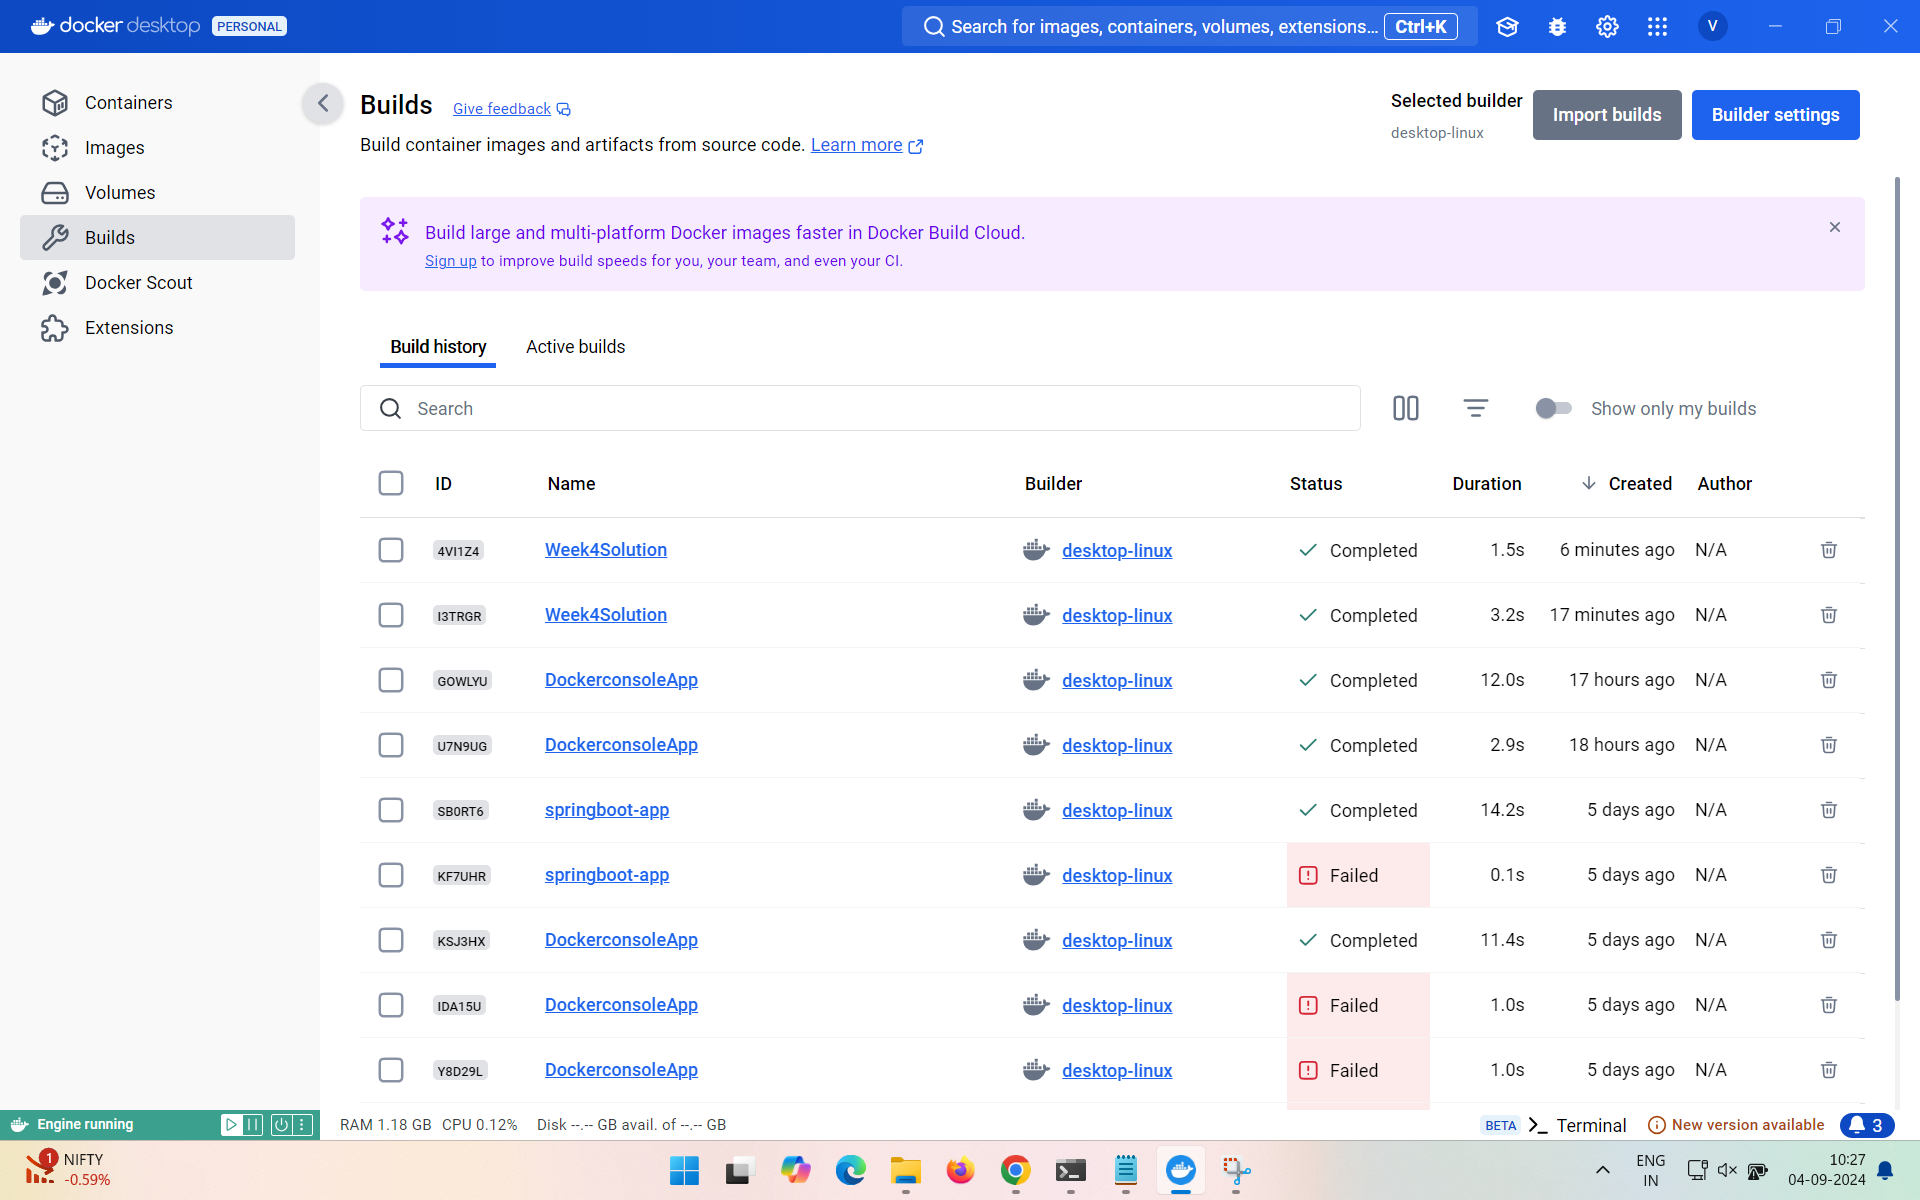 docker desktop PERSONAL
Search for images, containers, volumes, extensions... Ctrl+K
V
Containers
Images
Volumes
Builds
Docker Scout
Extensions
Builds Give feedback
Build container images and artifacts from source code. Learn more
Selected builder
desktop-linux
Import builds
Builder settings
Build large and multi-platform Docker images faster in Docker Build Cloud.
Sign up to improve build speeds for you, your team, and even your CI.
Build history Active builds
Search
Show only my builds
ID Name Builder Status Duration Created Author
4VI1Z4 Week4Solution desktop-linux Completed 1.5s 6 minutes ago N/A
I3TRGR Week4Solution desktop-linux Completed 3.2s 17 minutes ago N/A
GOWLYU DockerconsoleApp desktop-linux Completed 12.0s 17 hours ago N/A
U7N9UG DockerconsoleApp desktop-linux Completed 2.9s 18 hours ago N/A
SB0RT6 springboot-app desktop-linux Completed 14.2s 5 days ago N/A
KF7UHR springboot-app desktop-linux Failed 0.1s 5 days ago N/A
KSJ3HX DockerconsoleApp desktop-linux Completed 11.4s 5 days ago N/A
IDA15U DockerconsoleApp desktop-linux Failed 1.0s 5 days ago N/A
Y8D29L DockerconsoleApp desktop-linux Failed 1.0s 5 days ago N/A
Engine running
RAM 1.18 GB CPU 0.12% Disk --.-- GB avail. of --.-- GB
BETA Terminal New version available 3
1 NIFTY
-0.59%
ENG
IN
10:27
04-09-2024